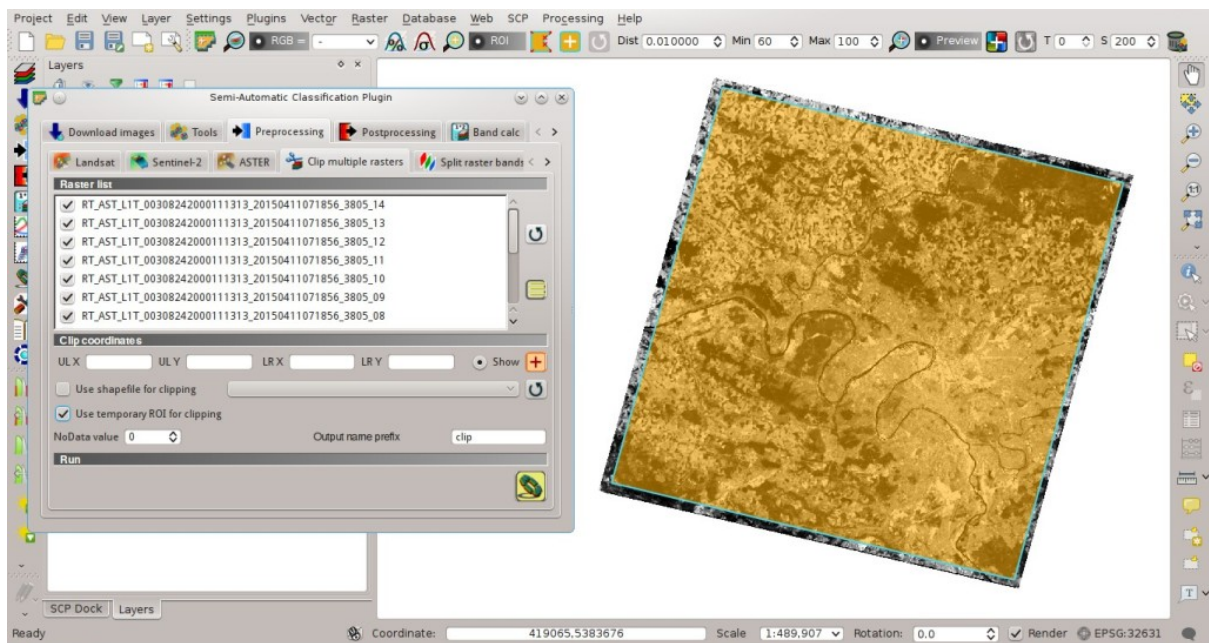 Project Edit View Layer Settings Plugins Vector Raster Database Web SCP Processing Help
RGB = - ROI Dist 0.010000 Min 60 Max 100 Preview T 0 S 200
Layers
Semi-Automatic Classification Plugin
Download images Tools Preprocessing Postprocessing Band calc
Landsat Sentinel-2 ASTER Clip multiple rasters Split raster bands
Raster list
RT_AST_L1T_00308242000111313_20150411071856_3805_14
RT_AST_L1T_00308242000111313_20150411071856_3805_13
RT_AST_L1T_00308242000111313_20150411071856_3805_12
RT_AST_L1T_00308242000111313_20150411071856_3805_11
RT_AST_L1T_00308242000111313_20150411071856_3805_10
RT_AST_L1T_00308242000111313_20150411071856_3805_09
RT_AST_L1T_00308242000111313_20150411071856_3805_08
Clip coordinates
UL X UL Y LR X LR Y Show
Use shapefile for clipping
Use temporary ROI for clipping
NoData value 0 Output name prefix clip
Run
SCP Dock Layers
Ready Coordinate: 419065,5383676 Scale 1:489,907 Rotation: 0.0 Render EPSG:32631